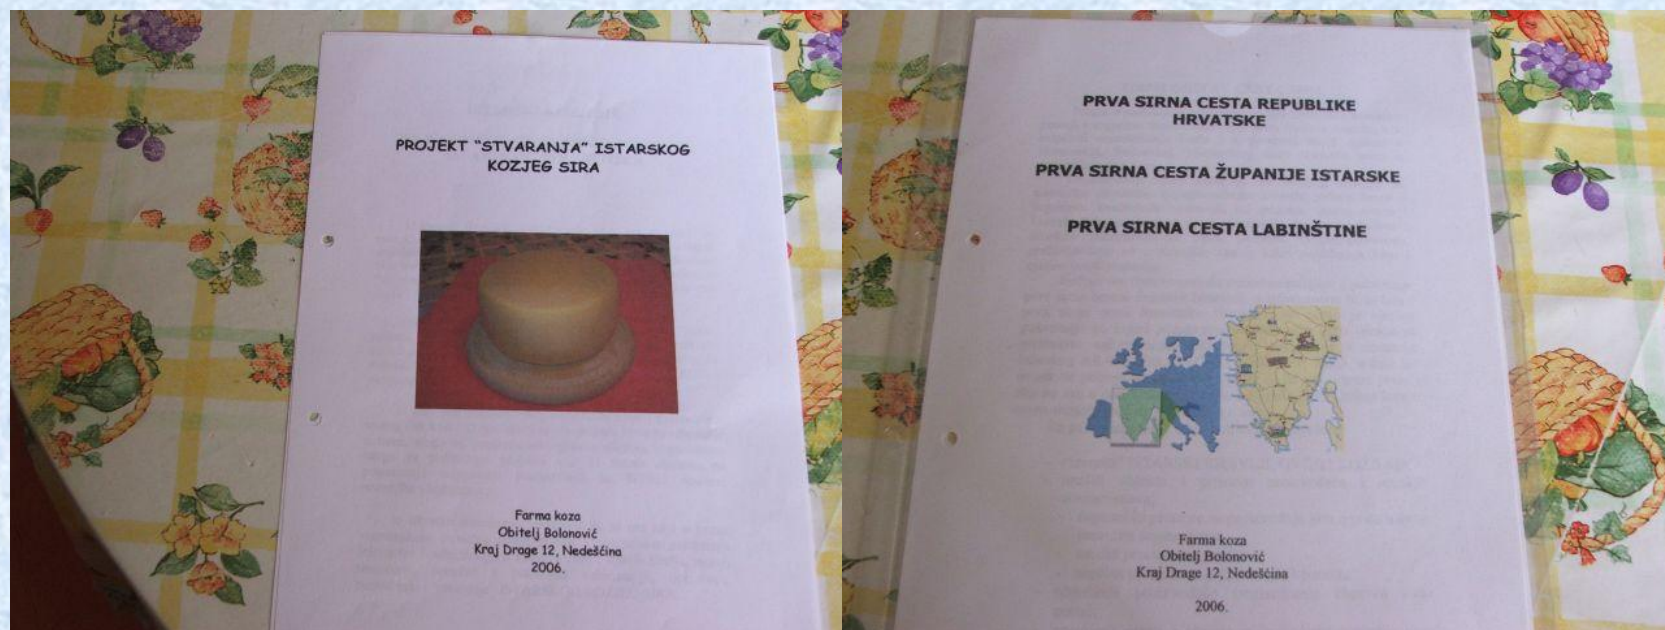 PROJEKT "STVARANJA" ISTARSKOG
KOZJEG SIRA
Farma koza
Obitelj Bolonović
Kraj Drage 12, Nedešćina
2006.
PRVA SIRNA CESTA REPUBLIKE
HRVATSKE
PRVA SIRNA CESTA ŽUPANIJE ISTARSKE
PRVA SIRNA CESTA LABINŠTINE
Farma koza
Obitelj Bolonović
Kraj Drage 12, Nedešćina
2006.